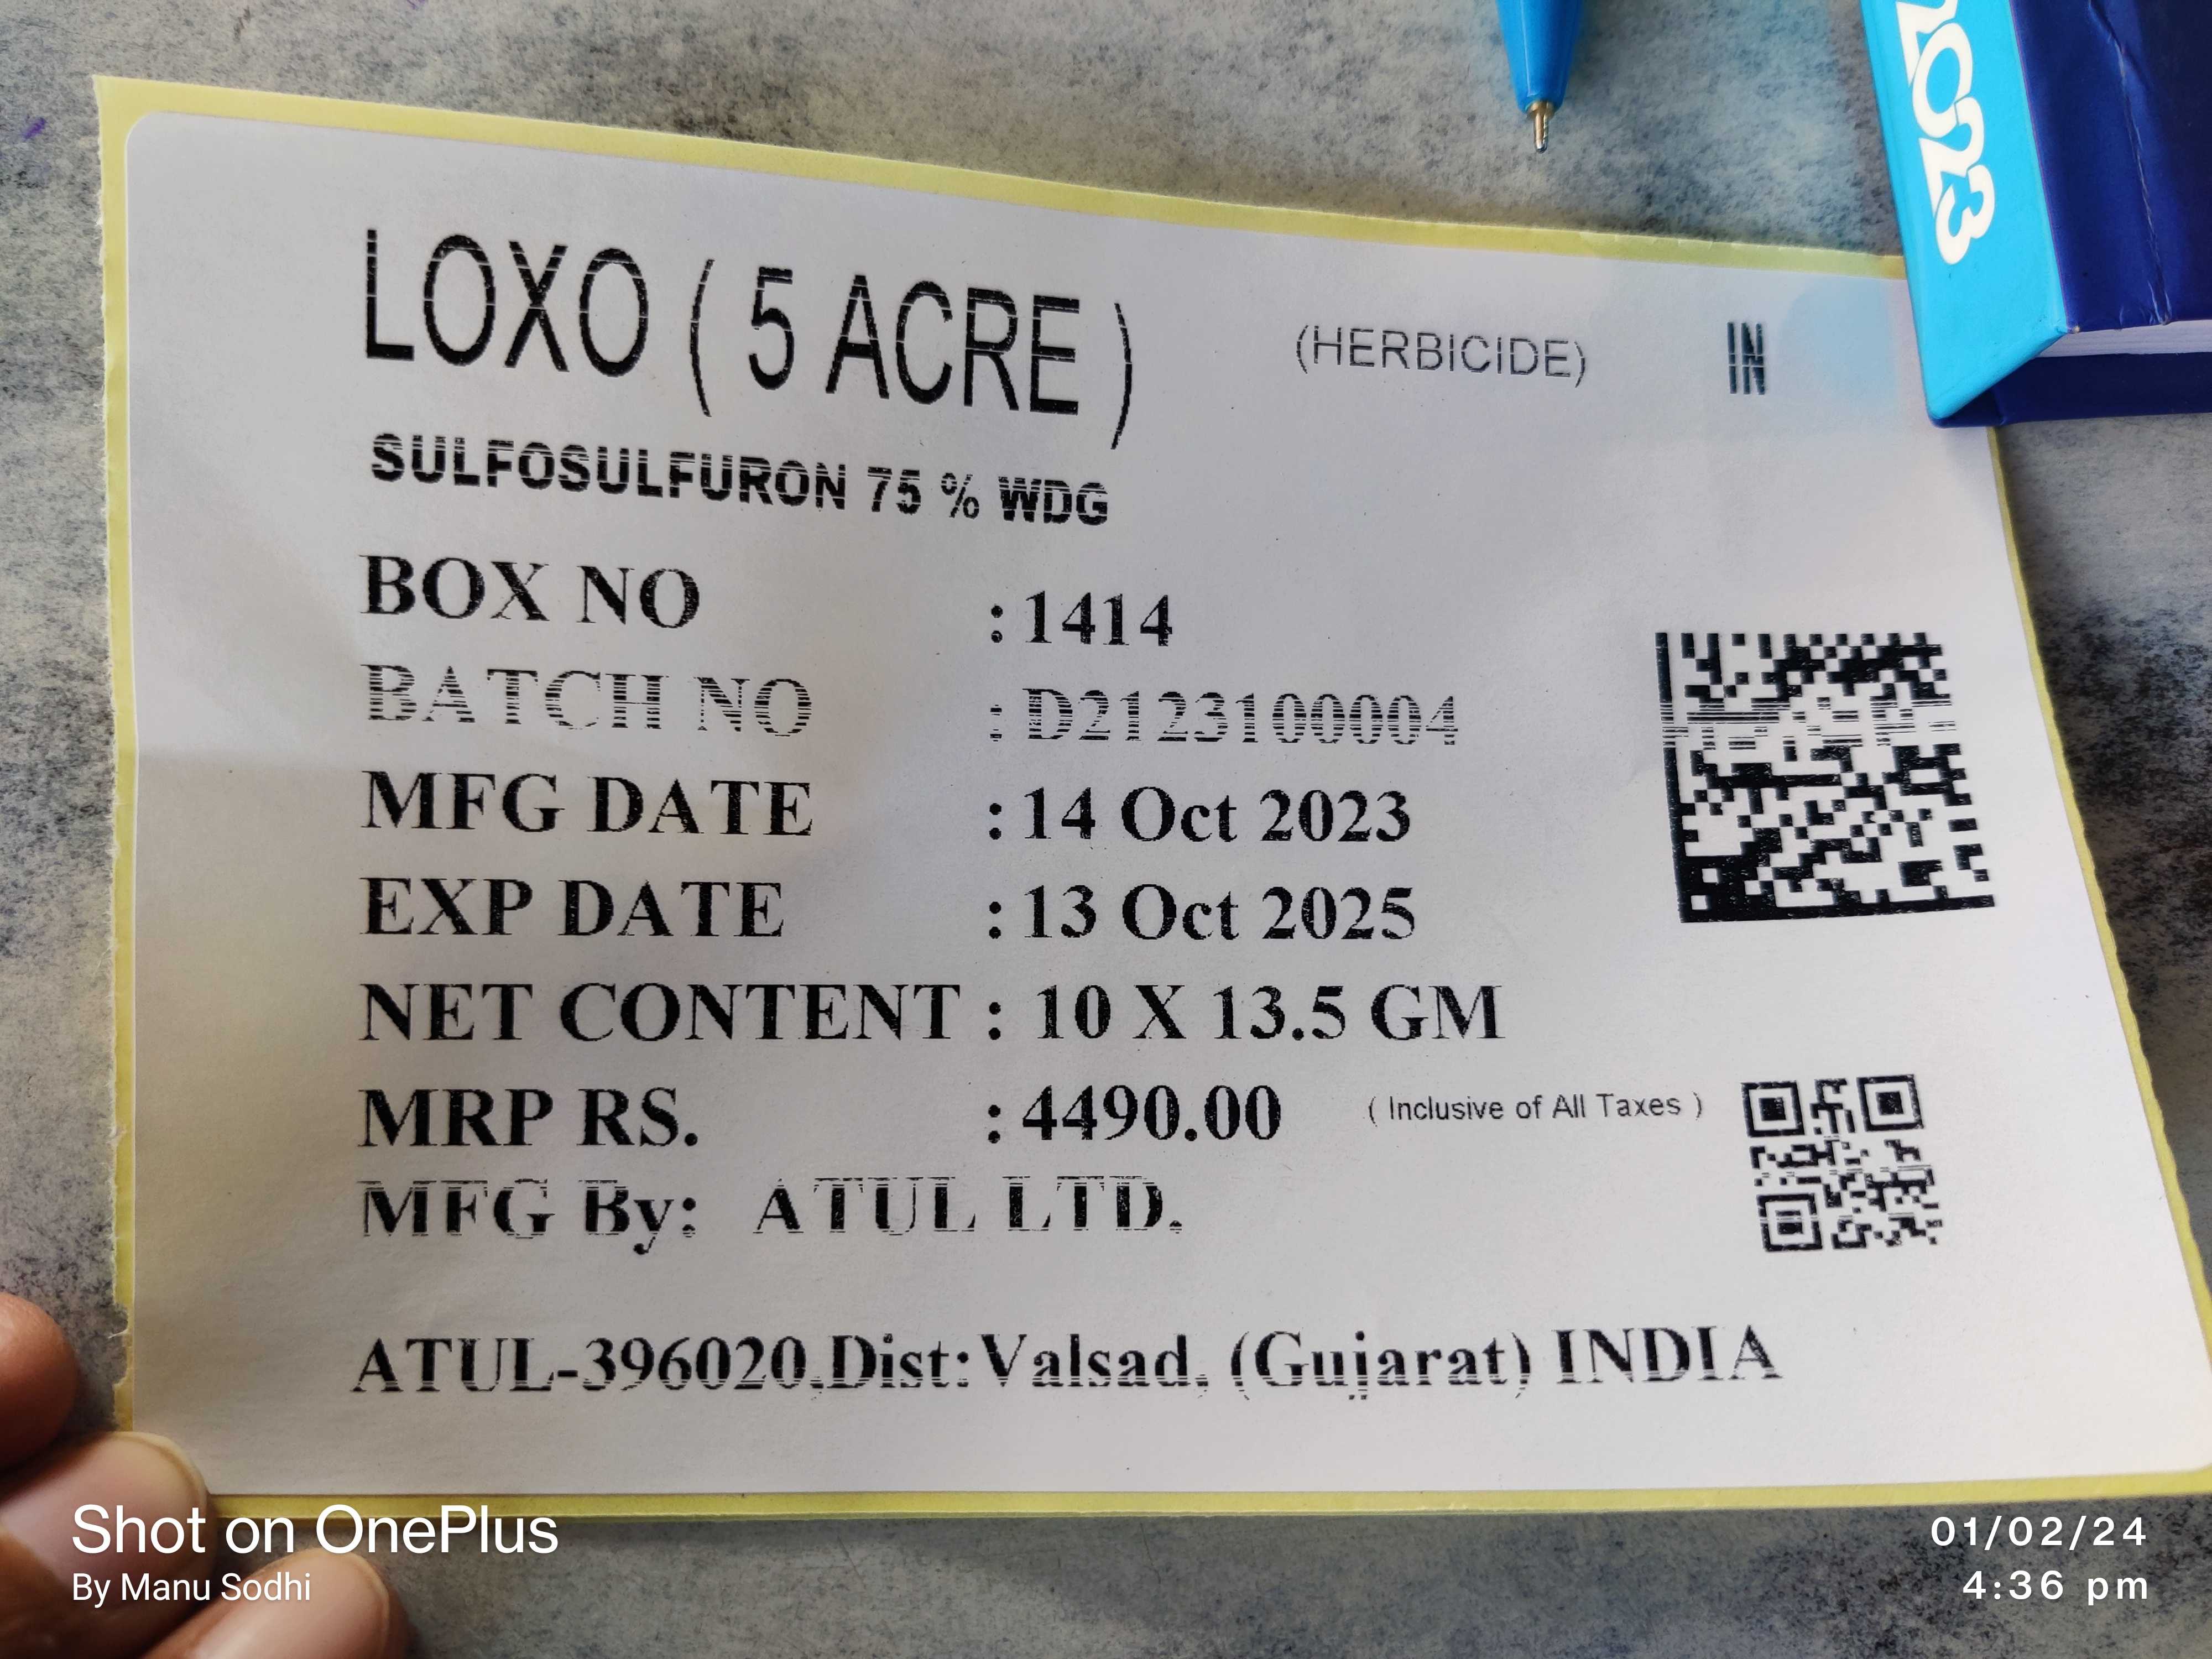 2023
LOXO ( 5 ACRE ) (HERBICIDE) IN
SULFOSULFURON 75 % WDG
BOX NO : 1414
BATCH NO : D2123100004
MFG DATE : 14 Oct 2023
EXP DATE : 13 Oct 2025
NET CONTENT : 10 X 13.5 GM
MRP RS. : 4490.00 ( Inclusive of All Taxes )
MFG By: ATUL LTD.
ATUL-396020,Dist:Valsad, (Gujarat) INDIA
Shot on OnePlus
By Manu Sodhi
01/02/24
4:36 pm